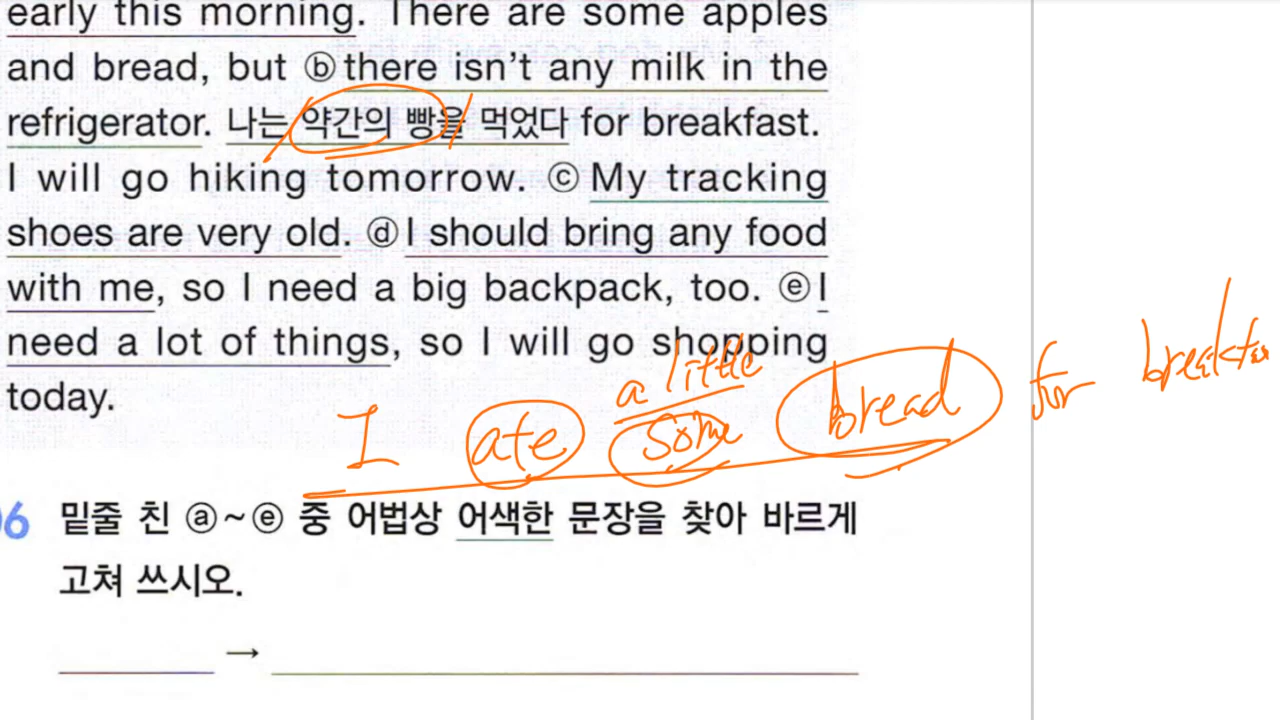 early this morning. There are some apples
and bread, but ⓑ there isn't any milk in the
refrigerator. 나는 약간의 빵을 먹었다 for breakfast.
I will go hiking tomorrow. ⓒ My tracking
shoes are very old. ⓓ I should bring any food
with me, so I need a big backpack, too. ⓔ I
need a lot of things, so I will go shopping
today.
a little
I ate some bread for
06 밑줄 친 ⓐ~ⓔ 중 어법상 어색한 문장을 찾아 바르게
고쳐 쓰시오.
→